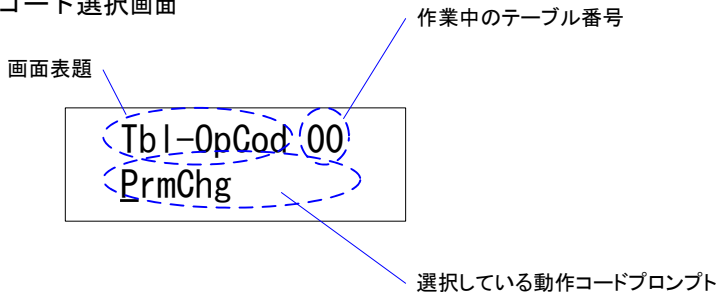 コード選択画面
作業中のテーブル番号
画面表題
Tbl-OpCod 00
PrmChg
選択している動作コードプロンプト